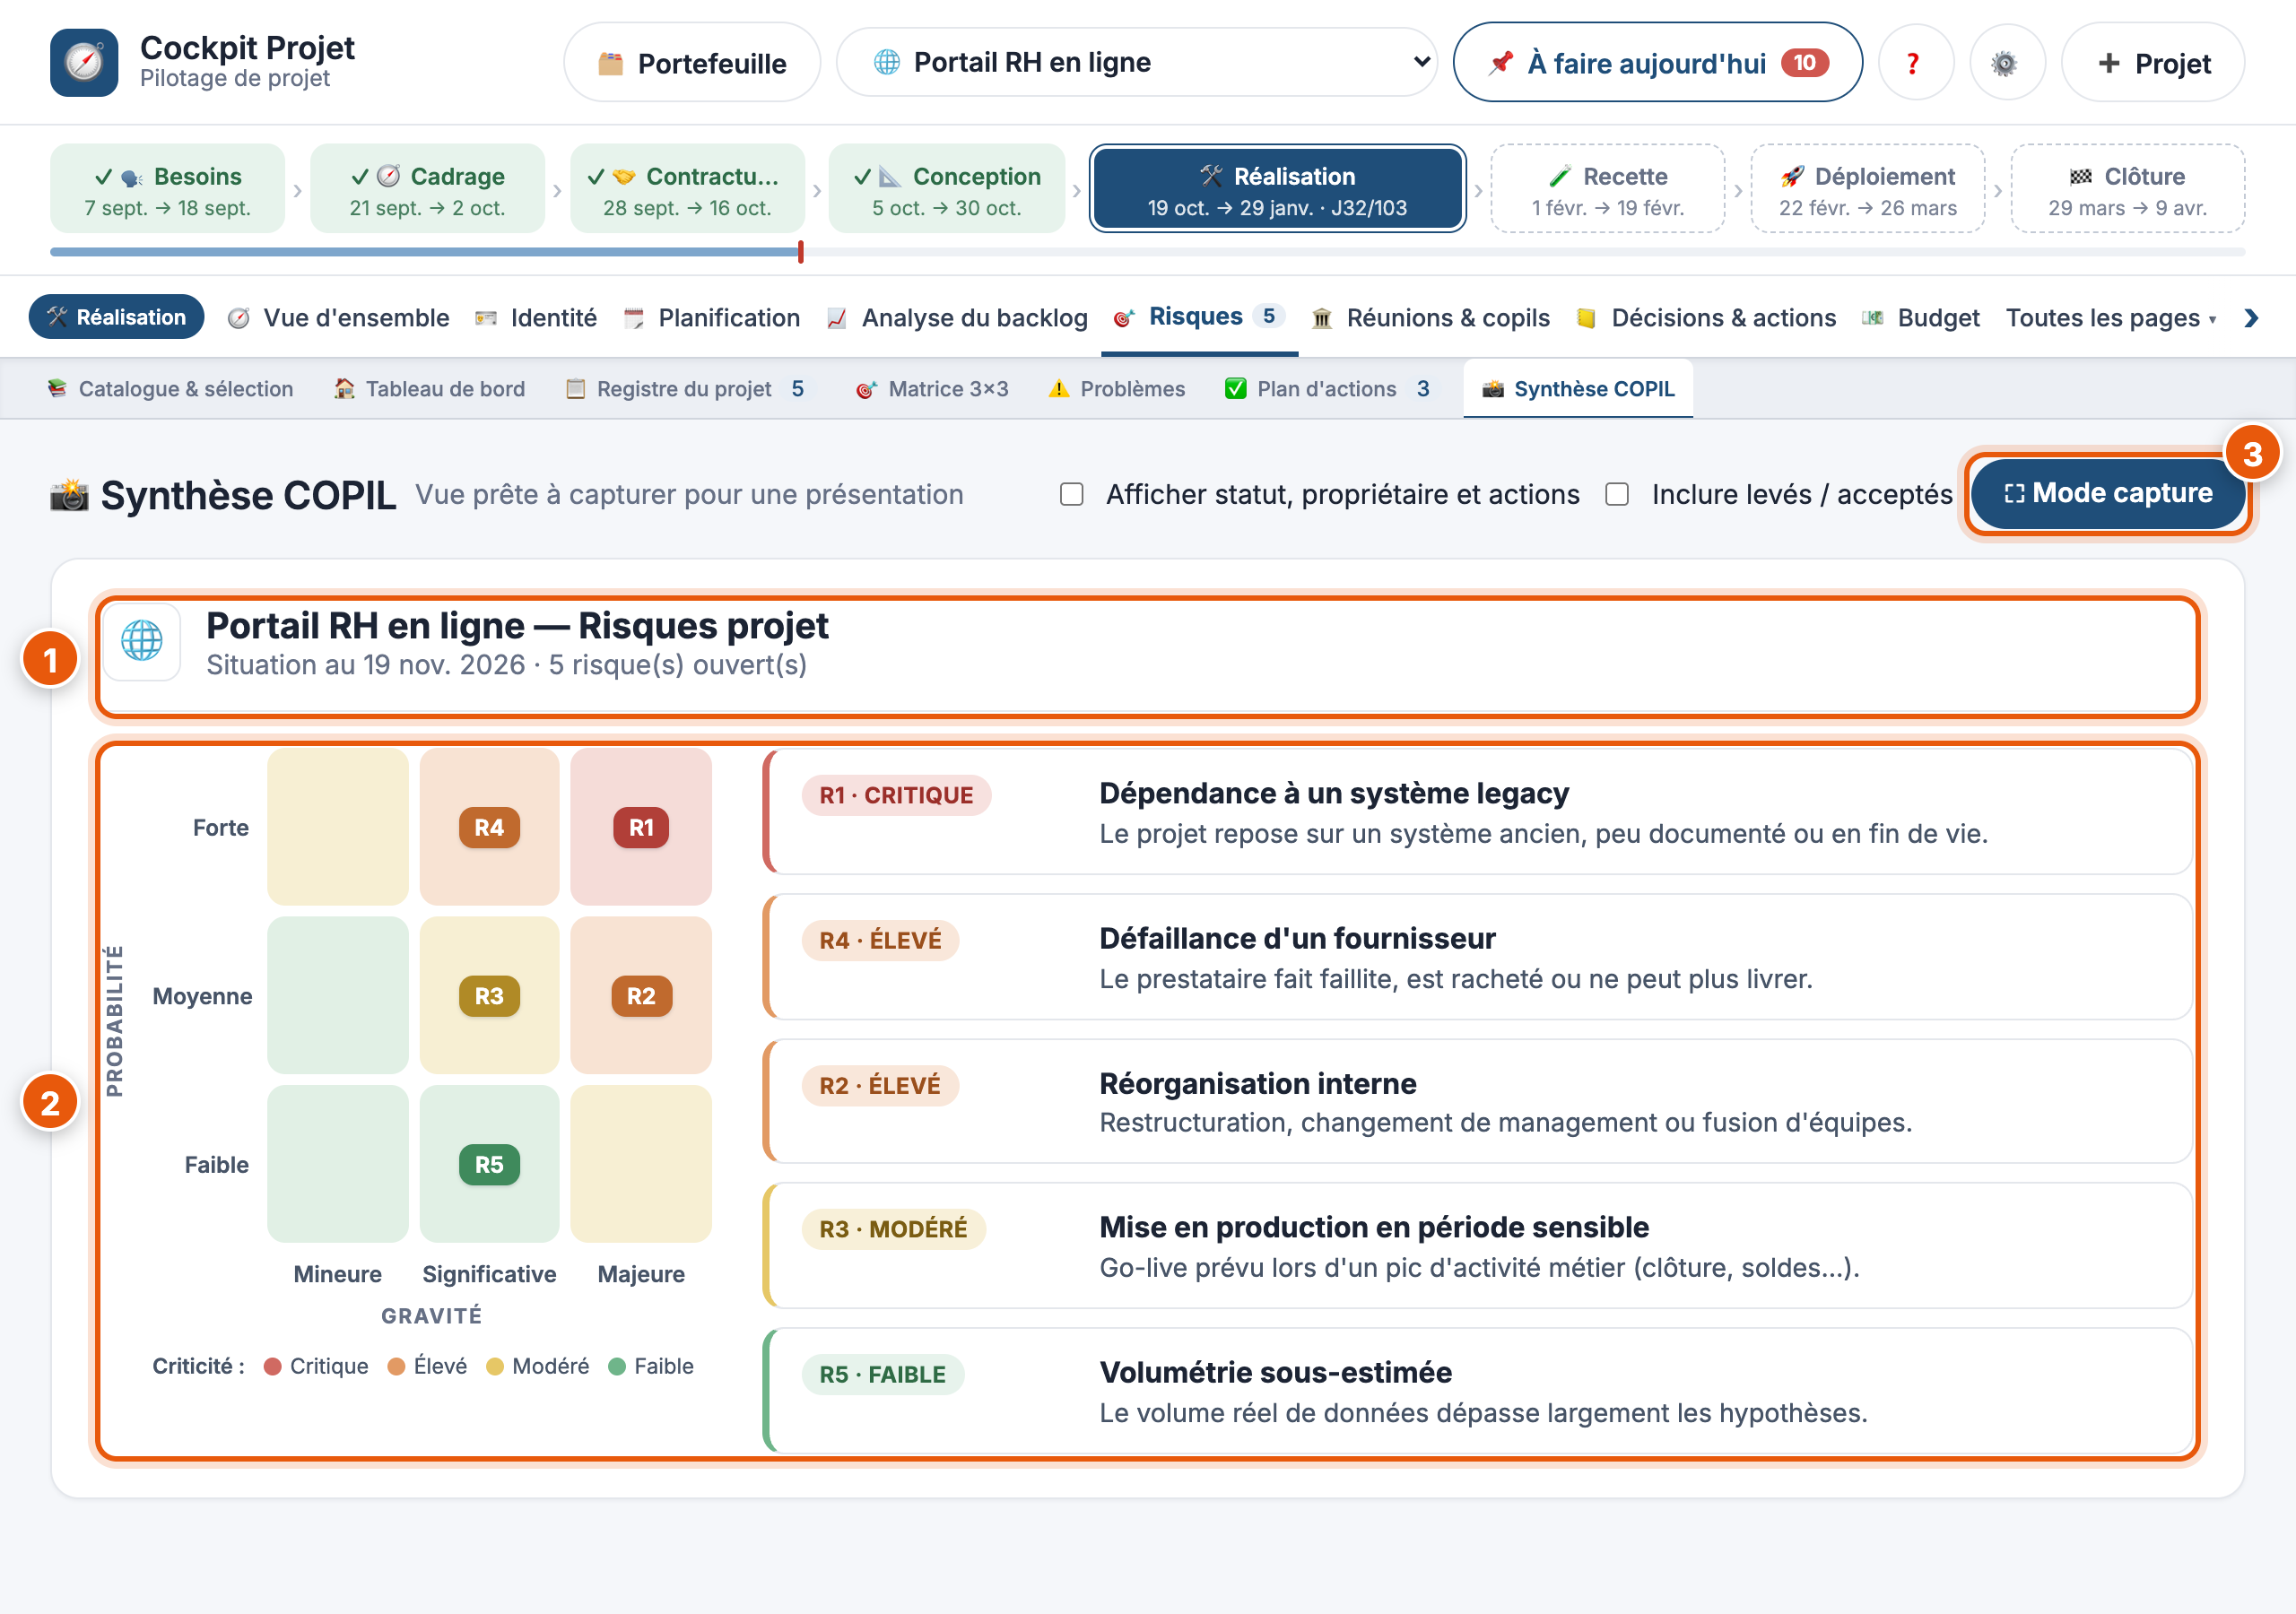 Cockpit Projet
Pilotage de projet
Portefeuille
Portail RH en ligne
À faire aujourd'hui 10
?
+ Projet
✓ Besoins
7 sept. → 18 sept.
✓ Cadrage
21 sept. → 2 oct.
✓ Contractu...
28 sept. → 16 oct.
✓ Conception
5 oct. → 30 oct.
Réalisation
19 oct. → 29 janv. · J32/103
Recette
1 févr. → 19 févr.
Déploiement
22 févr. → 26 mars
Clôture
29 mars → 9 avr.
Réalisation
Vue d'ensemble
Identité
Planification
Analyse du backlog
Risques 5
Réunions & copils
Décisions & actions
Budget
Toutes les pages
Catalogue & sélection
Tableau de bord
Registre du projet 5
Matrice 3×3
Problèmes
Plan d'actions 3
Synthèse COPIL
Synthèse COPIL
Vue prête à capturer pour une présentation
Afficher statut, propriétaire et actions
Inclure levés / acceptés
Mode capture
3
1
Portail RH en ligne — Risques projet
Situation au 19 nov. 2026 · 5 risque(s) ouvert(s)
2
PROBABILITÉ
Forte
R4
R1
Moyenne
R3
R2
Faible
R5
Mineure
Significative
Majeure
GRAVITÉ
Criticité : Critique Élevé Modéré Faible
R1 · CRITIQUE
Dépendance à un système legacy
Le projet repose sur un système ancien, peu documenté ou en fin de vie.
R4 · ÉLEVÉ
Défaillance d'un fournisseur
Le prestataire fait faillite, est racheté ou ne peut plus livrer.
R2 · ÉLEVÉ
Réorganisation interne
Restructuration, changement de management ou fusion d'équipes.
R3 · MODÉRÉ
Mise en production en période sensible
Go-live prévu lors d'un pic d'activité métier (clôture, soldes...).
R5 · FAIBLE
Volumétrie sous-estimée
Le volume réel de données dépasse largement les hypothèses.